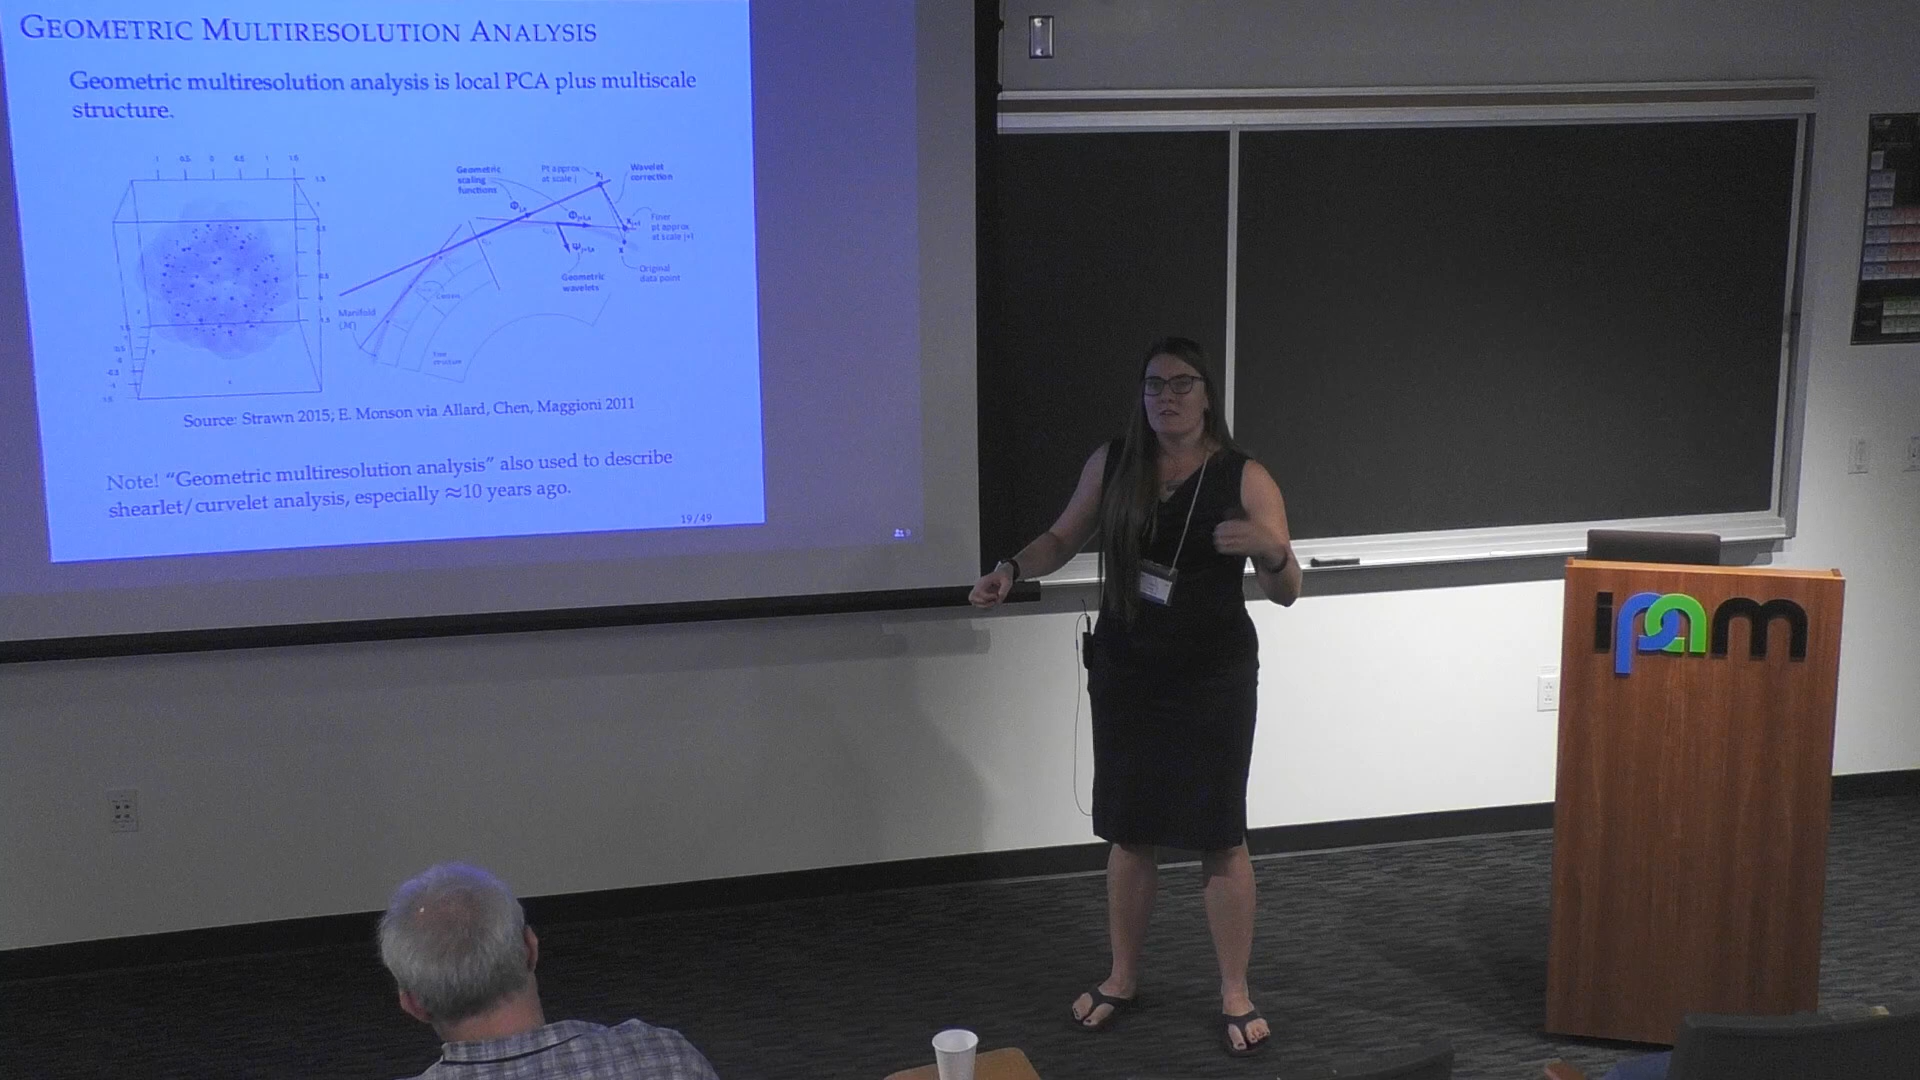 GEOMETRIC MULTIRESOLUTION ANALYSIS
Geometric multiresolution analysis is local PCA plus multiscale
structure.
Geometric
scaling
functions
Pt approx
at scale j
Wavelet
correction
Finer
pt approx
at scale j+1
Original
data point
Geometric
wavelets
Manifold
Tree
structure
Source: Strawn 2015; E. Monson via Allard, Chen, Maggioni 2011
Note! “Geometric multiresolution analysis” also used to describe
shearlet/curvelet analysis, especially ≈10 years ago.
19/49
ipam